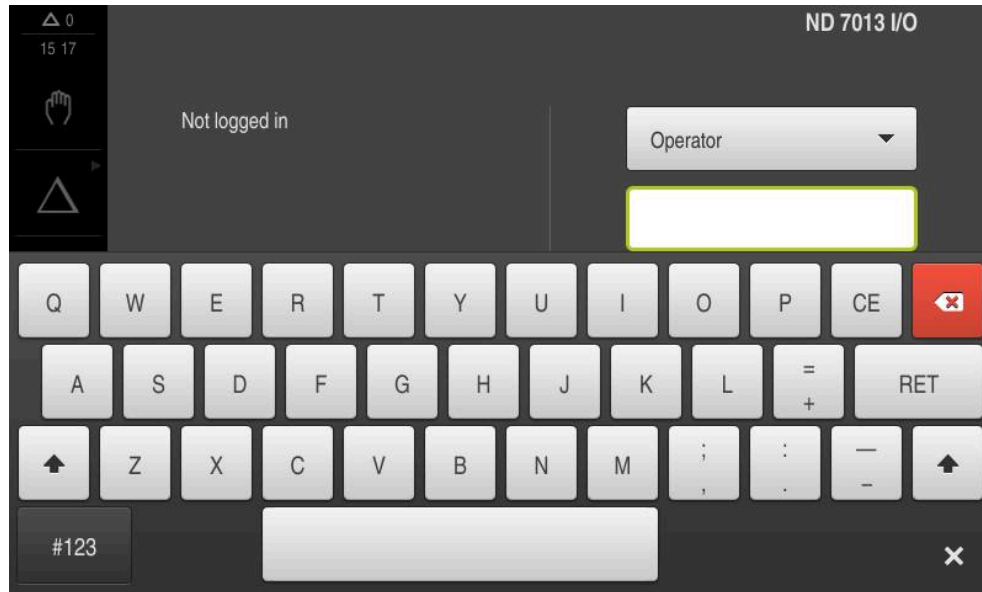 0
ND 7013 I/O
15 17
Not logged in
Operator
Q W E R T Y U I O P CE
A S D F G H J K L = + RET
Z X C V B N M ; , : . — –
#123